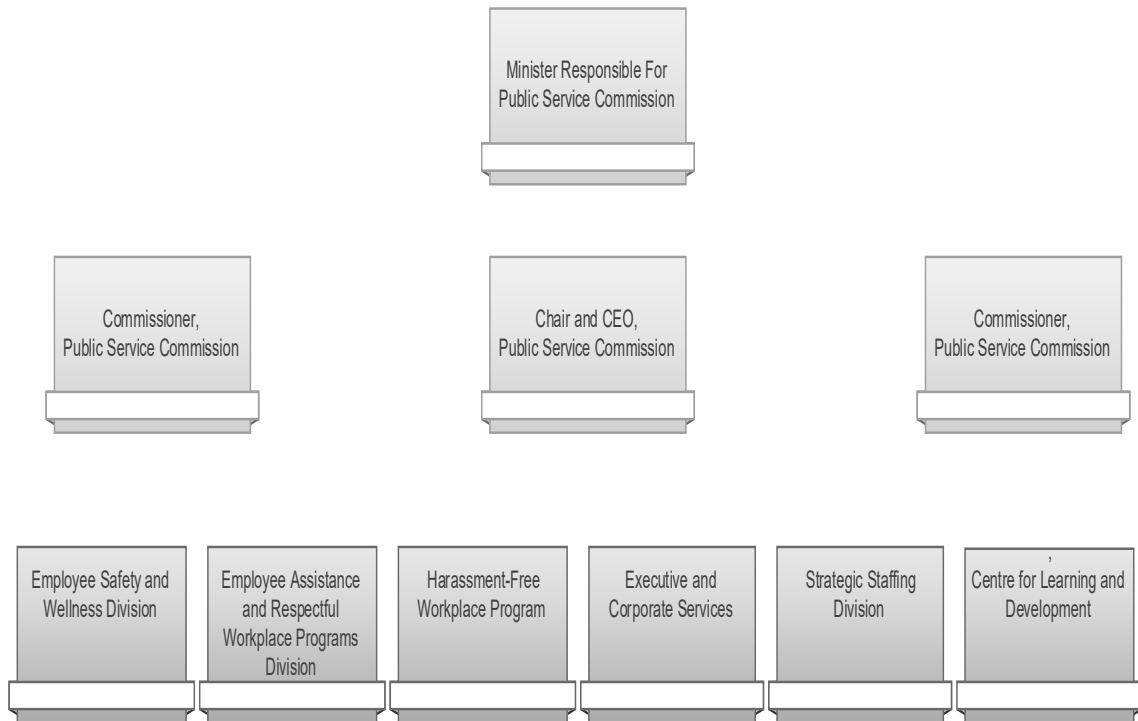 Minister Responsible For
Public Service Commission
Commissioner,
Public Service Commission
Chair and CEO,
Public Service Commission
Commissioner,
Public Service Commission
Employee Safety and
Wellness Division
Employee Assistance
and Respectful
Workplace Programs
Division
Harassment-Free
Workplace Program
Executive and
Corporate Services
Strategic Staffing
Division
,
Centre for Learning and
Development